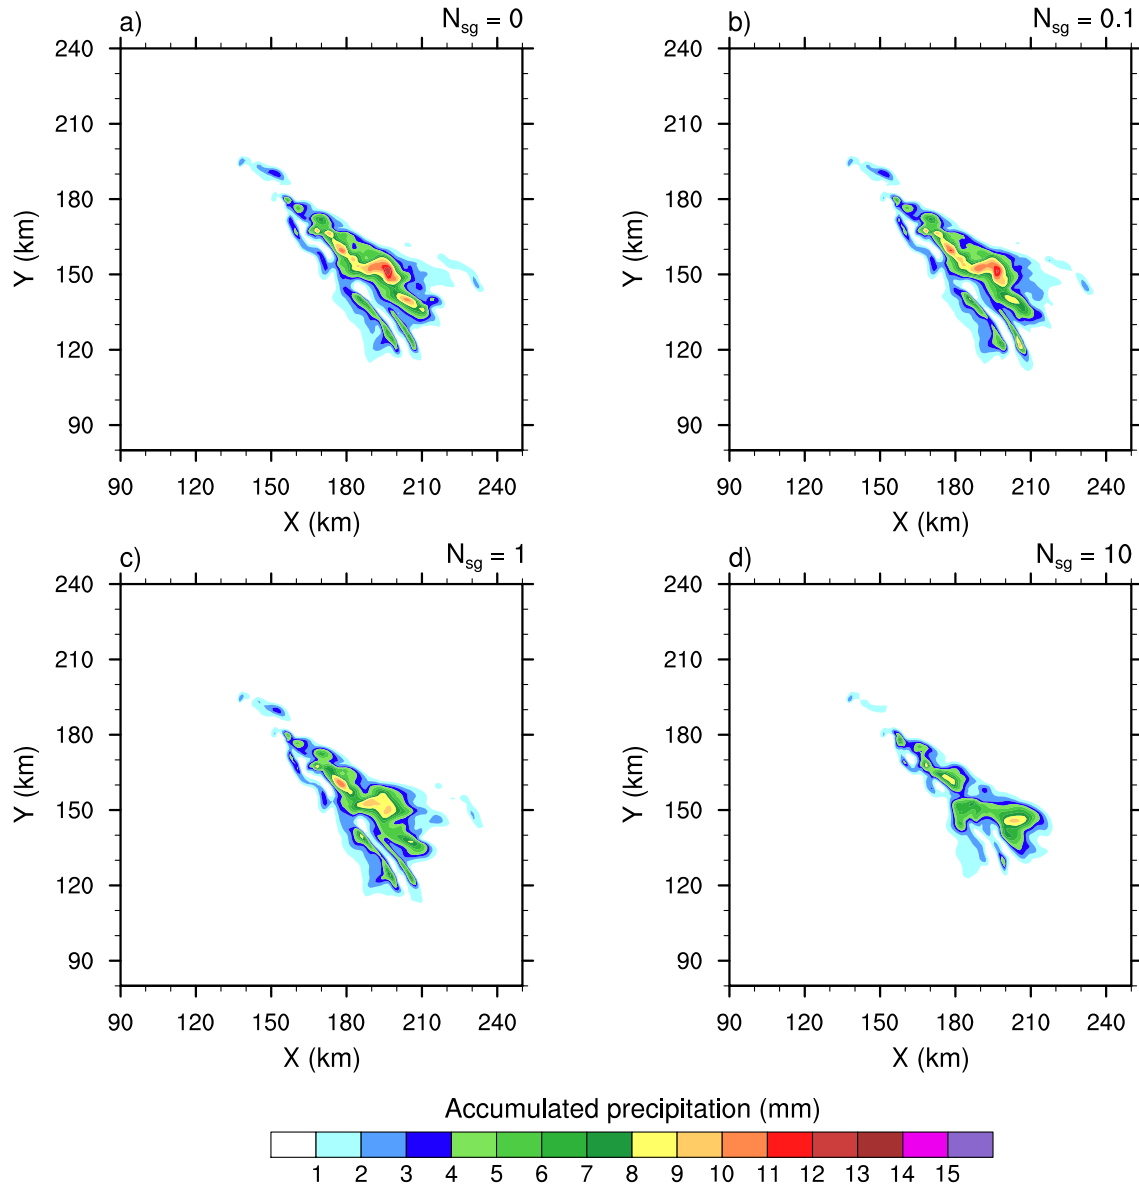 a) N_sg = 0
240
210
180
150
120
90
Y (km)
90 120 150 180 210 240
X (km)
b) N_sg = 0.1
240
210
180
150
120
90
Y (km)
90 120 150 180 210 240
X (km)
c) N_sg = 1
240
210
180
150
120
90
Y (km)
90 120 150 180 210 240
X (km)
d) N_sg = 10
240
210
180
150
120
90
Y (km)
90 120 150 180 210 240
X (km)
Accumulated precipitation (mm)
1 2 3 4 5 6 7 8 9 10 11 12 13 14 15